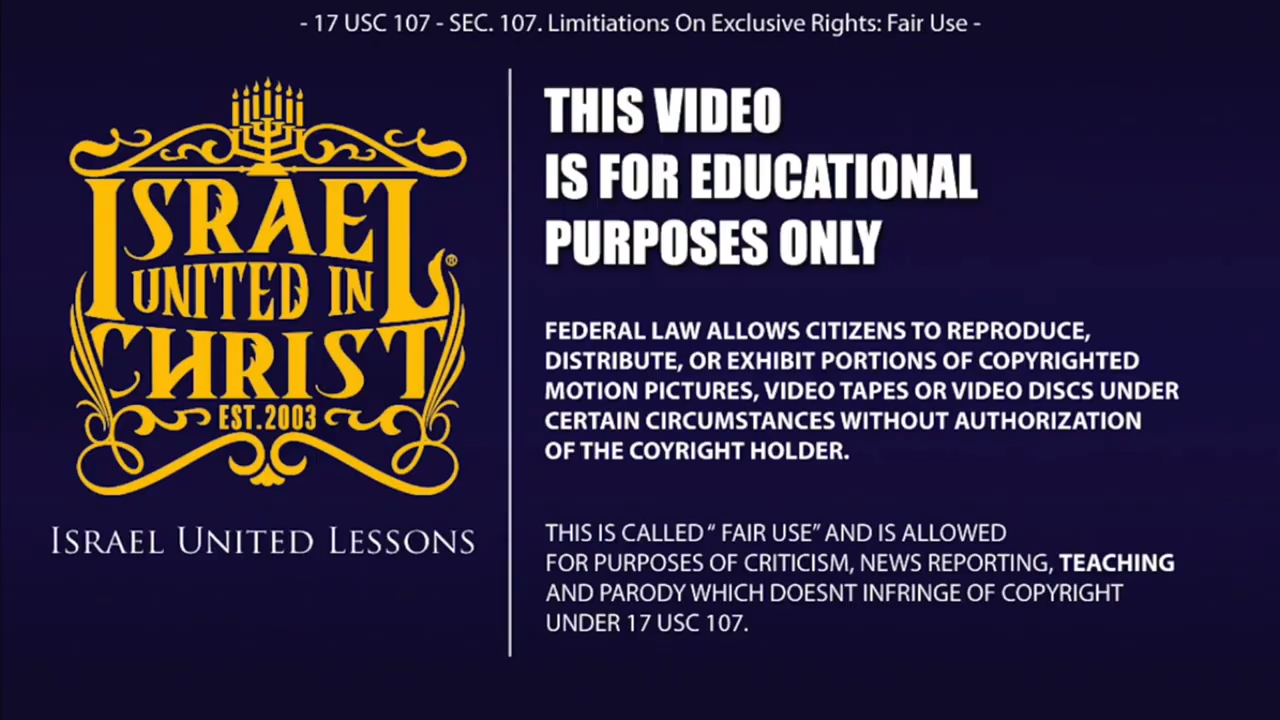 - 17 USC 107 - SEC. 107. Limitiations On Exclusive Rights: Fair Use -
ISRAEL
UNITED IN
CHRIST
®
EST.2003
ISRAEL UNITED LESSONS
THIS VIDEO
IS FOR EDUCATIONAL
PURPOSES ONLY
FEDERAL LAW ALLOWS CITIZENS TO REPRODUCE,
DISTRIBUTE, OR EXHIBIT PORTIONS OF COPYRIGHTED
MOTION PICTURES, VIDEO TAPES OR VIDEO DISCS UNDER
CERTAIN CIRCUMSTANCES WITHOUT AUTHORIZATION
OF THE COYRIGHT HOLDER.
THIS IS CALLED “ FAIR USE” AND IS ALLOWED
FOR PURPOSES OF CRITICISM, NEWS REPORTING, TEACHING
AND PARODY WHICH DOESNT INFRINGE OF COPYRIGHT
UNDER 17 USC 107.